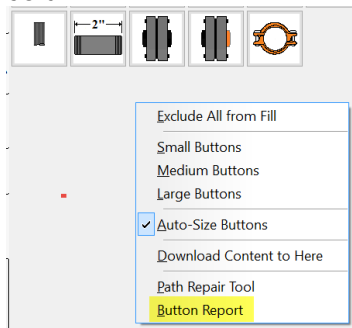 2"
Exclude All from Fill
Small Buttons
Medium Buttons
Large Buttons
Auto-Size Buttons
Download Content to Here
Path Repair Tool
Button Report